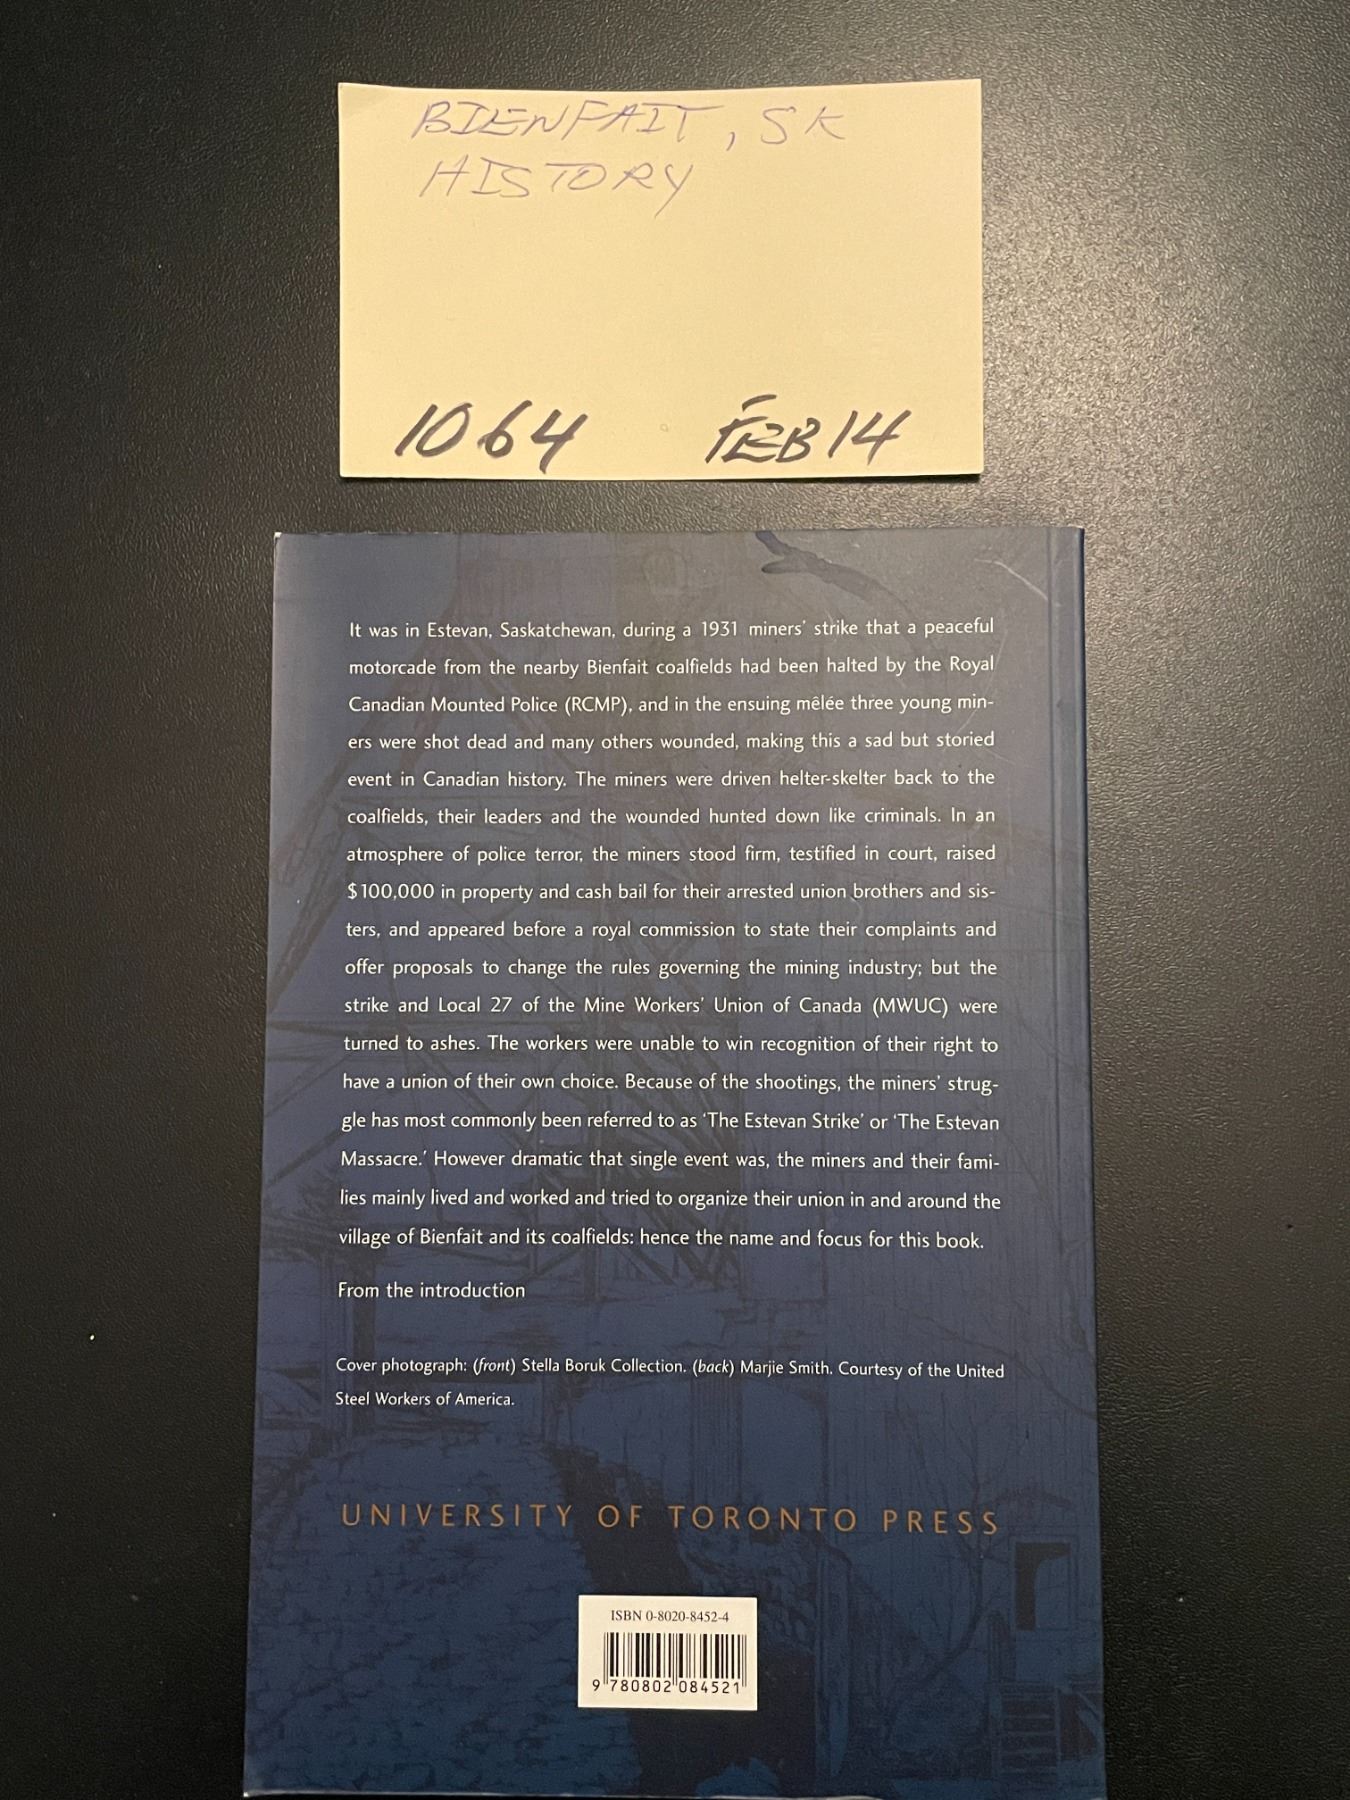 BIENFAIT, SK
HISTORY
1064 FEB 14
It was in Estevan, Saskatchewan, during a 1931 miners' strike that a peaceful
motorcade from the nearby Bienfait coalfields had been halted by the Royal
Canadian Mounted Police (RCMP), and in the ensuing mêlée three young min-
ers were shot dead and many others wounded, making this a sad but storied
event in Canadian history. The miners were driven helter-skelter back to the
coalfields, their leaders and the wounded hunted down like criminals. In an
atmosphere of police terror, the miners stood firm, testified in court, raised
$100,000 in property and cash bail for their arrested union brothers and sis-
ters, and appeared before a royal commission to state their complaints and
offer proposals to change the rules governing the mining industry; but the
strike and Local 27 of the Mine Workers' Union of Canada (MWUC) were
turned to ashes. The workers were unable to win recognition of their right to
have a union of their own choice. Because of the shootings, the miners' strug-
gle has most commonly been referred to as 'The Estevan Strike' or 'The Estevan
Massacre.' However dramatic that single event was, the miners and their fami-
lies mainly lived and worked and tried to organize their union in and around the
village of Bienfait and its coalfields: hence the name and focus for this book.
From the introduction
Cover photograph: (front) Stella Boruk Collection. (back) Marjie Smith. Courtesy of the United
Steel Workers of America.
UNIVERSITY OF TORONTO PRESS
ISBN 0-8020-8452-4
9 780802 084521